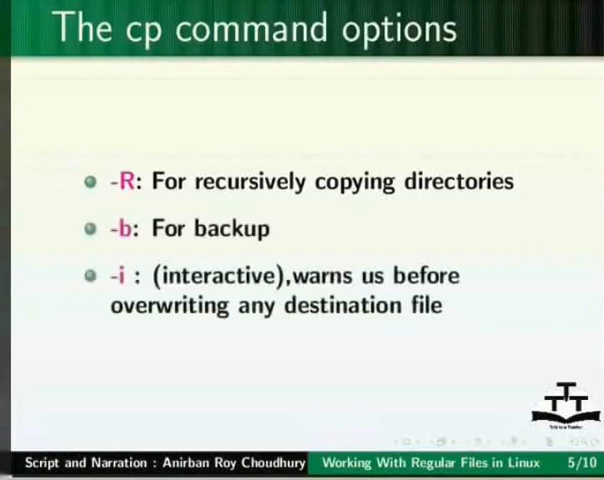 The cp command options
-R: For recursively copying directories
-b: For backup
-i : (interactive),warns us before
overwriting any destination file
TTT
Script and Narration : Anirban Roy Choudhury Working With Regular Files in Linux 5/10